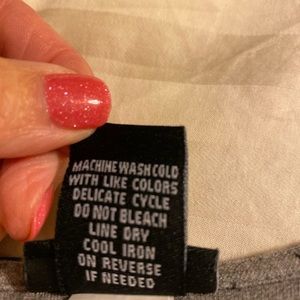 MACHINE WASH COLD
WITH LIKE COLORS
DELICATE CYCLE
DO NOT BLEACH
LINE DRY
COOL IRON
ON REVERSE
IF NEEDED